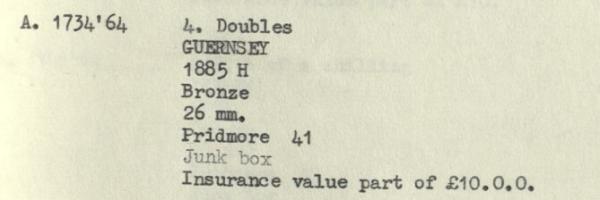 A. 1734'64 4. Doubles
GUERNSEY
1885 H
Bronze
26 mm.
Pridmore 41
Junk box
Insurance value part of £10.0.0.